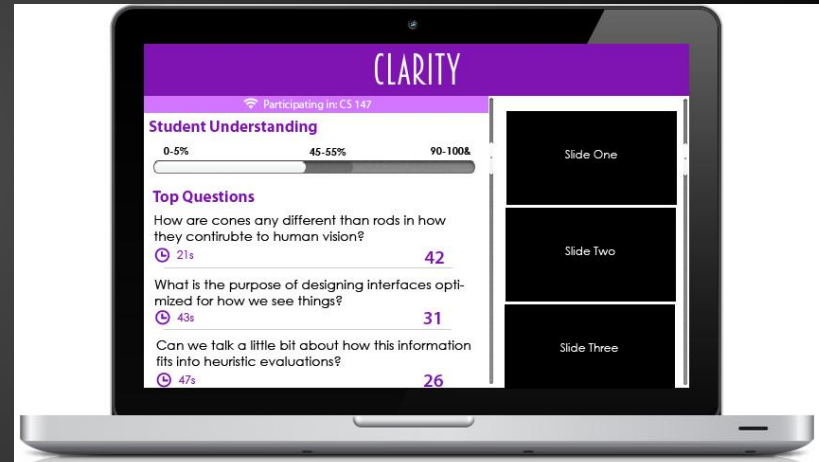 CLARITY
Participating in: CS 147
Student Understanding
0-5% 45-55% 90-100&
Top Questions
How are cones any different than rods in how
they contirubte to human vision?
21s 42
What is the purpose of designing interfaces opti-
mized for how we see things?
43s 31
Can we talk a little bit about how this information
fits into heuristic evaluations?
47s 26
Slide One
Slide Two
Slide Three